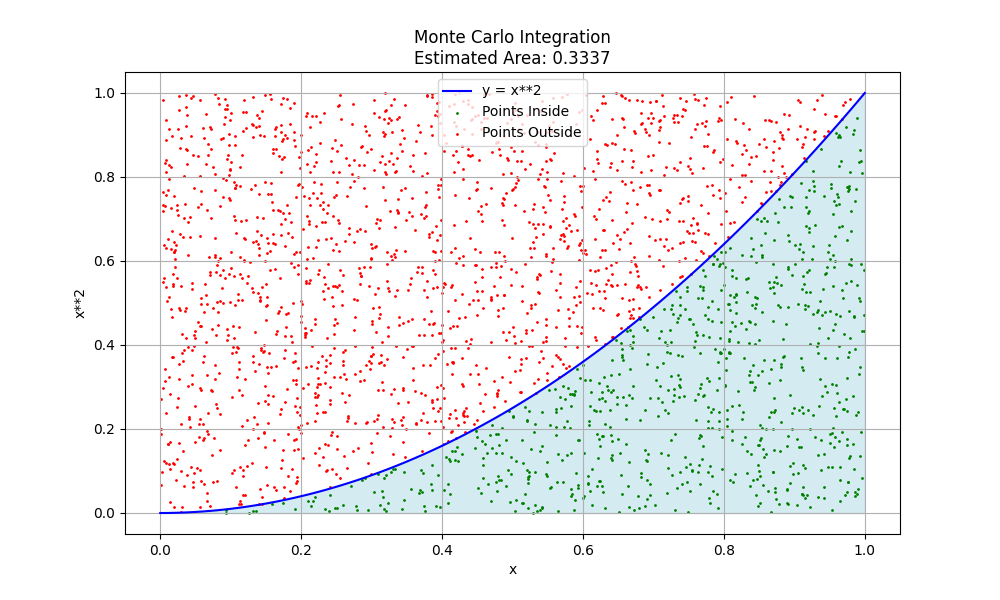 Monte Carlo Integration
Estimated Area: 0.3337
y = x**2
Points Inside
Points Outside
1.0
0.8
0.6
0.4
0.2
0.0
x**2
0.0 0.2 0.4 0.6 0.8 1.0
x